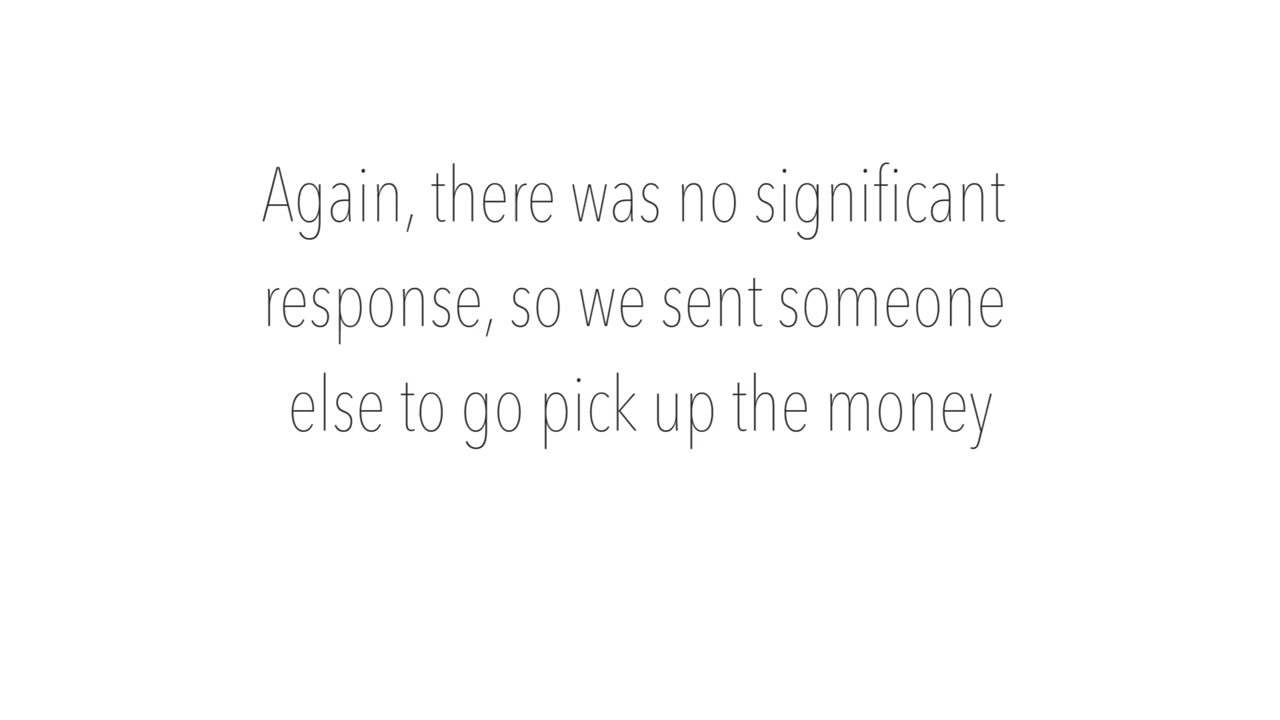 Again, there was no significant
response, so we sent someone
else to go pick up the money